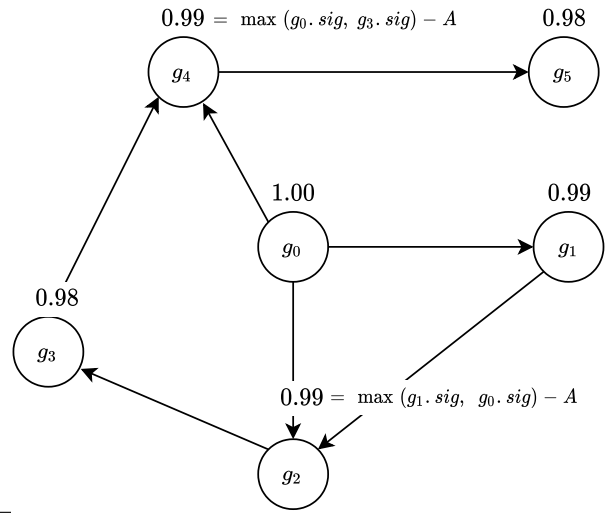 0.99 = max (g₀. sig, g₃. sig) − A
0.98
g₄
g₅
1.00
0.99
g₀
g₁
0.98
g₃
0.99 = max (g₁. sig, g₀. sig) − A
g₂